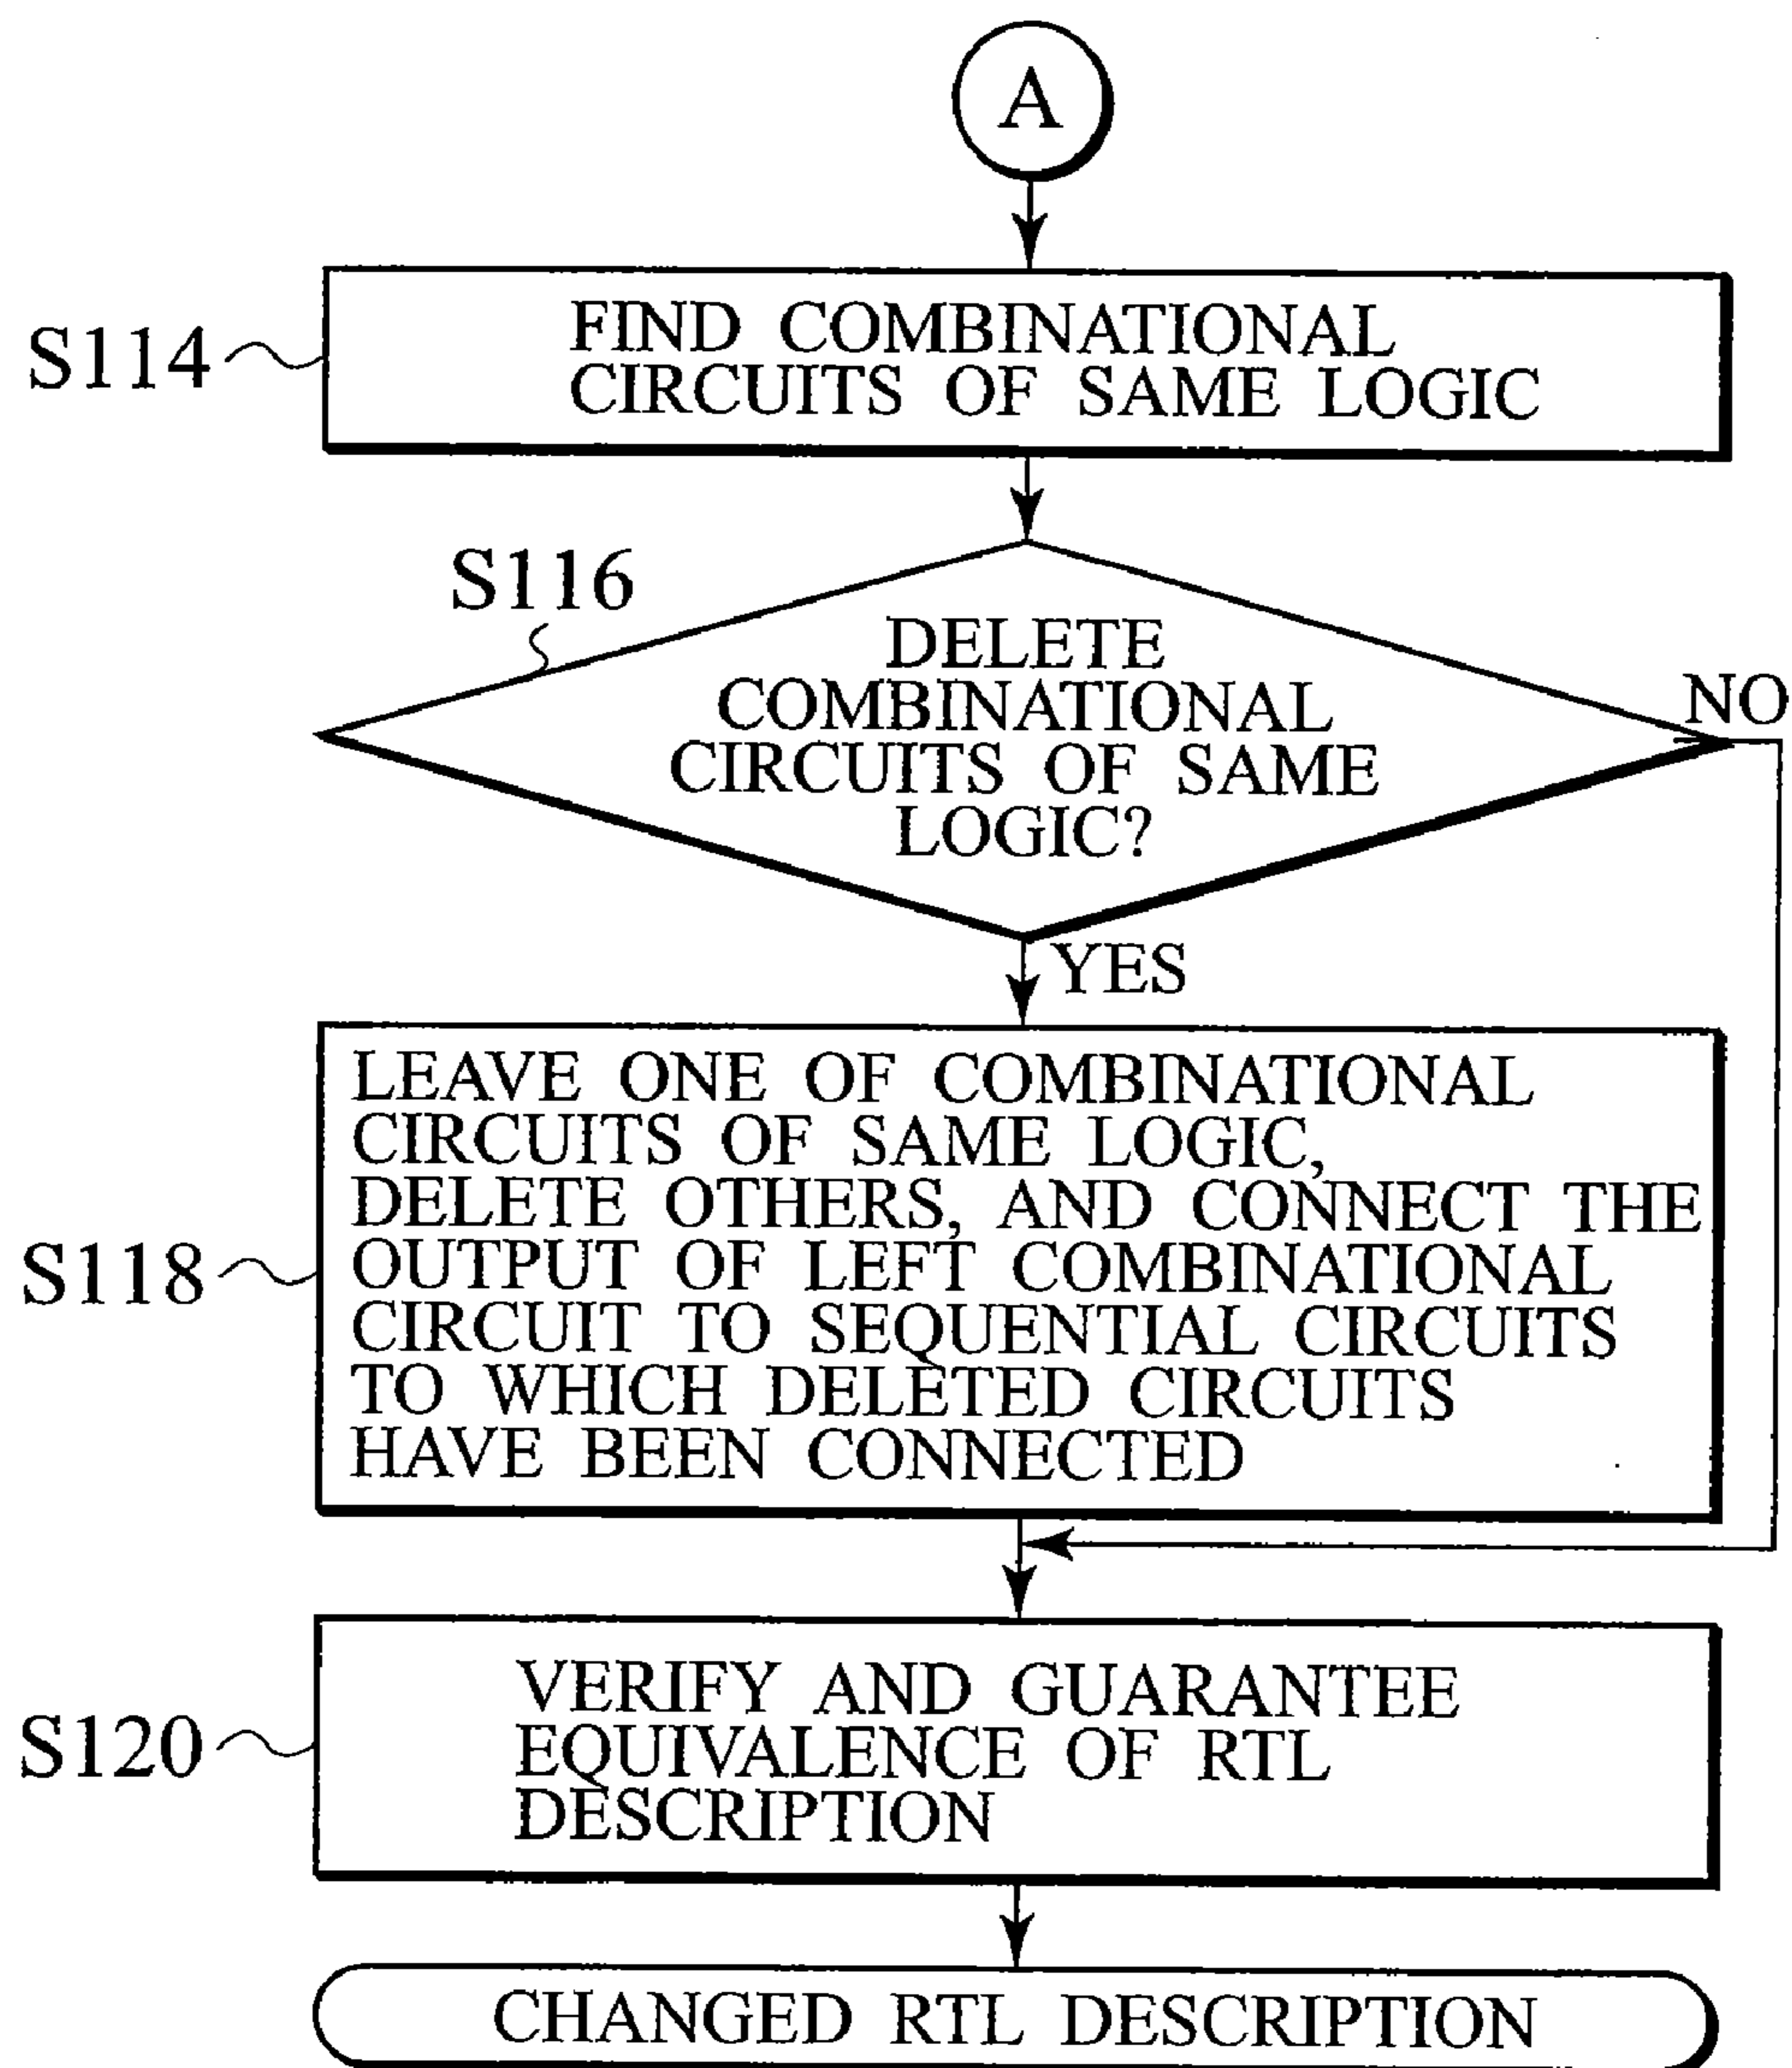 A
S114
FIND COMBINATIONAL
CIRCUITS OF SAME LOGIC
S116
DELETE
COMBINATIONAL
CIRCUITS OF SAME
LOGIC?
NO
YES
S118
LEAVE ONE OF COMBINATIONAL
CIRCUITS OF SAME LOGIC,
DELETE OTHERS, AND CONNECT THE
OUTPUT OF LEFT COMBINATIONAL
CIRCUIT TO SEQUENTIAL CIRCUITS
TO WHICH DELETED CIRCUITS
HAVE BEEN CONNECTED
S120
VERIFY AND GUARANTEE
EQUIVALENCE OF RTL
DESCRIPTION
CHANGED RTL DESCRIPTION